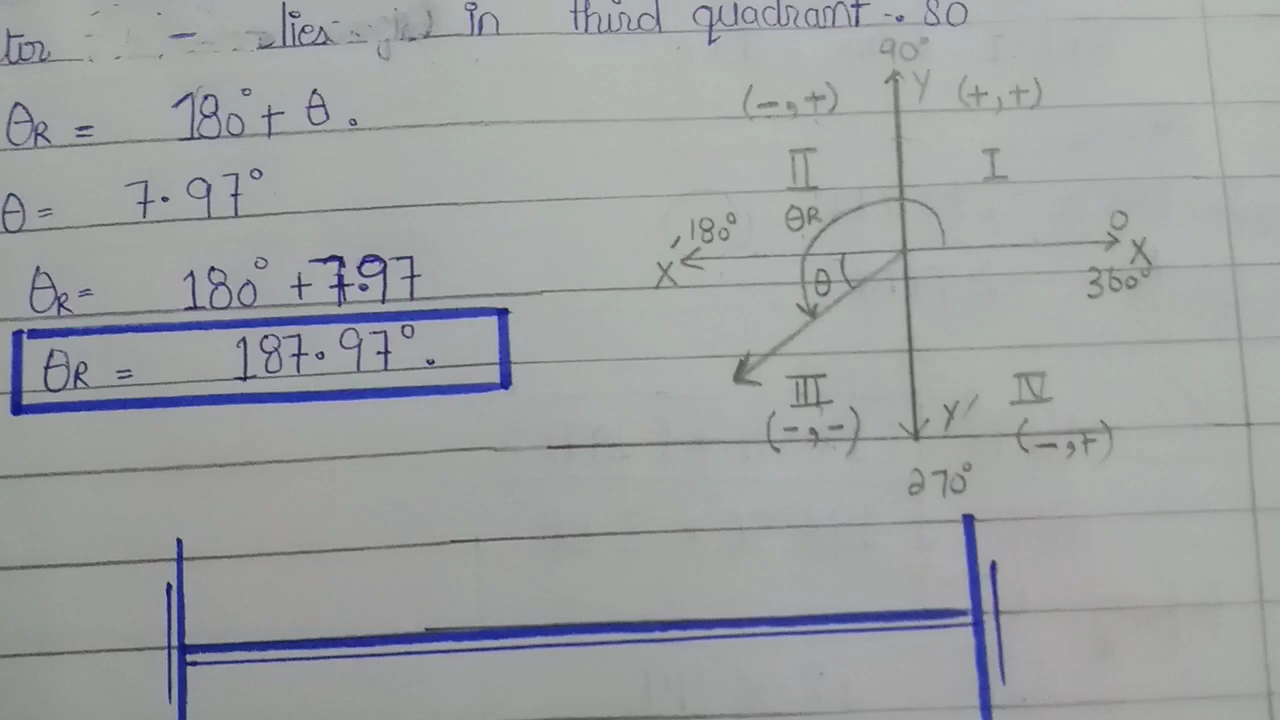 tor - lies in third quadrant. so
θR = 180° + θ.
θ = 7.97°
θR = 180° + 7.97
θR = 187.97°.
90°
(-,+) Y (+,+)
II I
θR
180° 0
X' θ X
360°
III IV
(-,-) Y' (-,+)
270°